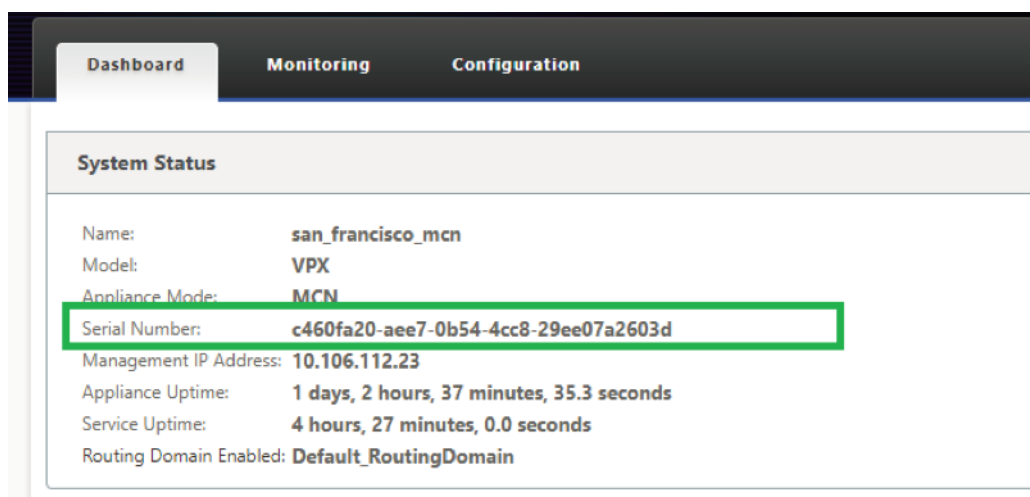 Dashboard Monitoring Configuration
System Status
Name: san_francisco_mcn
Model: VPX
Appliance Mode: MCN
Serial Number: c460fa20-aee7-0b54-4cc8-29ee07a2603d
Management IP Address: 10.106.112.23
Appliance Uptime: 1 days, 2 hours, 37 minutes, 35.3 seconds
Service Uptime: 4 hours, 27 minutes, 0.0 seconds
Routing Domain Enabled: Default_RoutingDomain